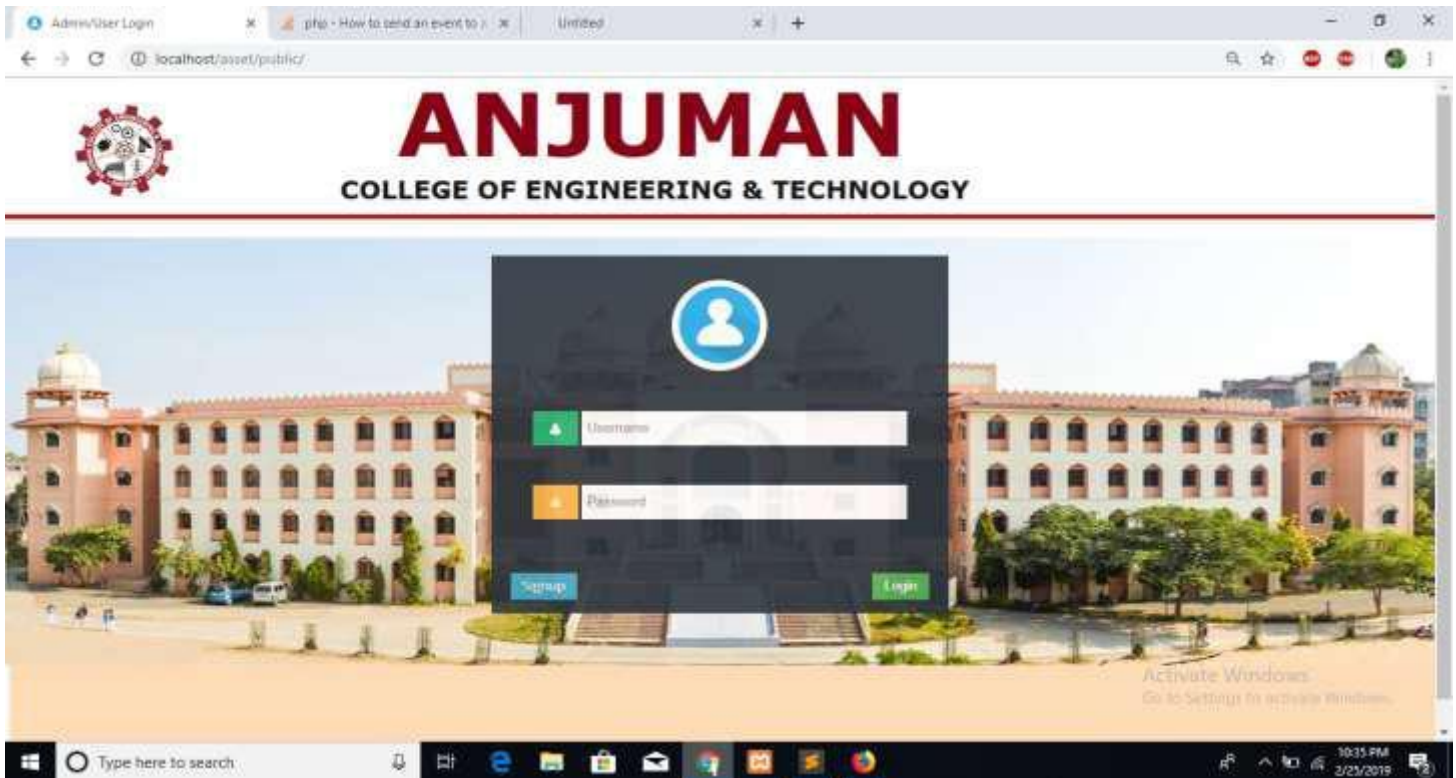 Admin/User Login
php - How to send an event to
Untitled
localhost/asset/public/
ANJUMAN
COLLEGE OF ENGINEERING & TECHNOLOGY
Username
Password
Signup
Login
Activate Windows
Go to Settings to activate Windows.
Type here to search
10:35 PM
2/25/2019